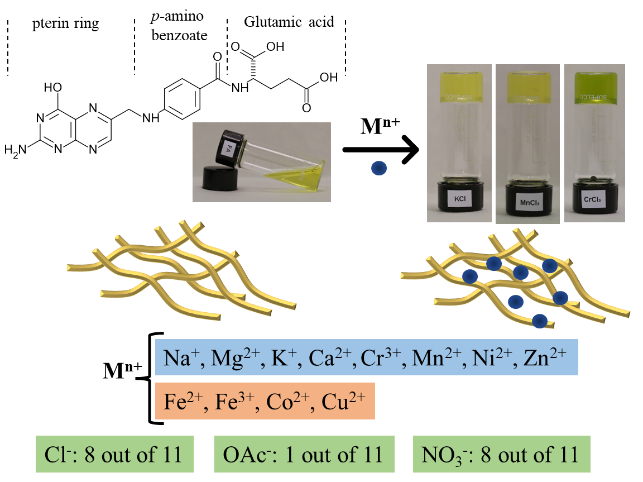 pterin ring
p-amino
benzoate
Glutamic acid
OH
N
N
H₂N
N
N
NH
O
NH
O
OH
O
OH
FA
Mⁿ⁺
KCl
MnCl₂
CrCl₃
Mⁿ⁺
Na⁺, Mg²⁺, K⁺, Ca²⁺, Cr³⁺, Mn²⁺, Ni²⁺, Zn²⁺
Fe²⁺, Fe³⁺, Co²⁺, Cu²⁺
Cl⁻: 8 out of 11
OAc⁻: 1 out of 11
NO₃⁻: 8 out of 11